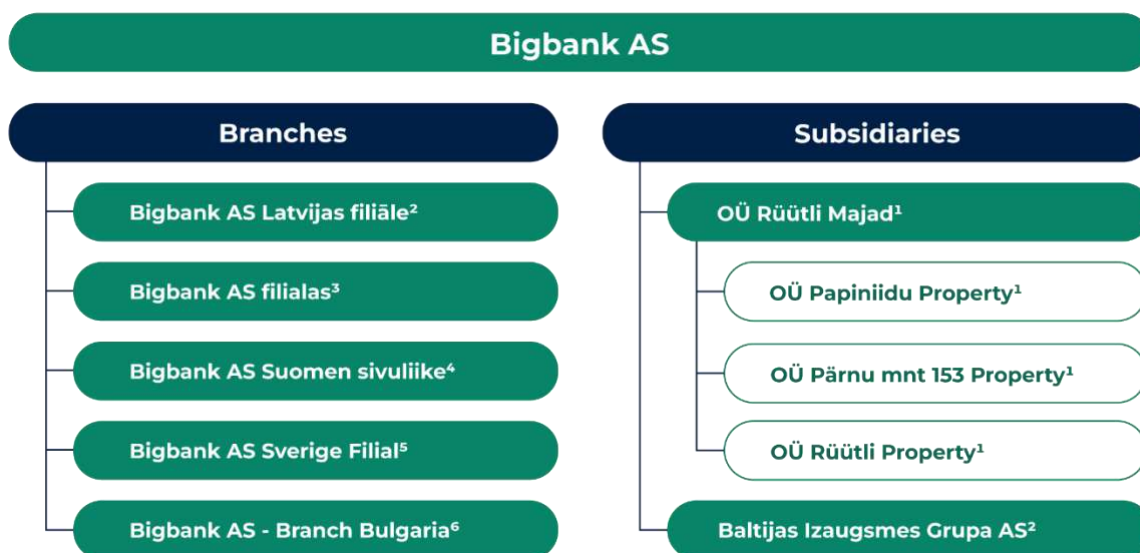 Bigbank AS
Branches
Bigbank AS Latvijas filiāle²
Bigbank AS filialas³
Bigbank AS Suomen sivuliike⁴
Bigbank AS Sverige Filial⁵
Bigbank AS - Branch Bulgaria⁶
Subsidiaries
OÜ Rüütli Majad¹
OÜ Papiniidu Property¹
OÜ Pärnu mnt 153 Property¹
OÜ Rüütli Property¹
Baltijas Izaugsmes Grupa AS²